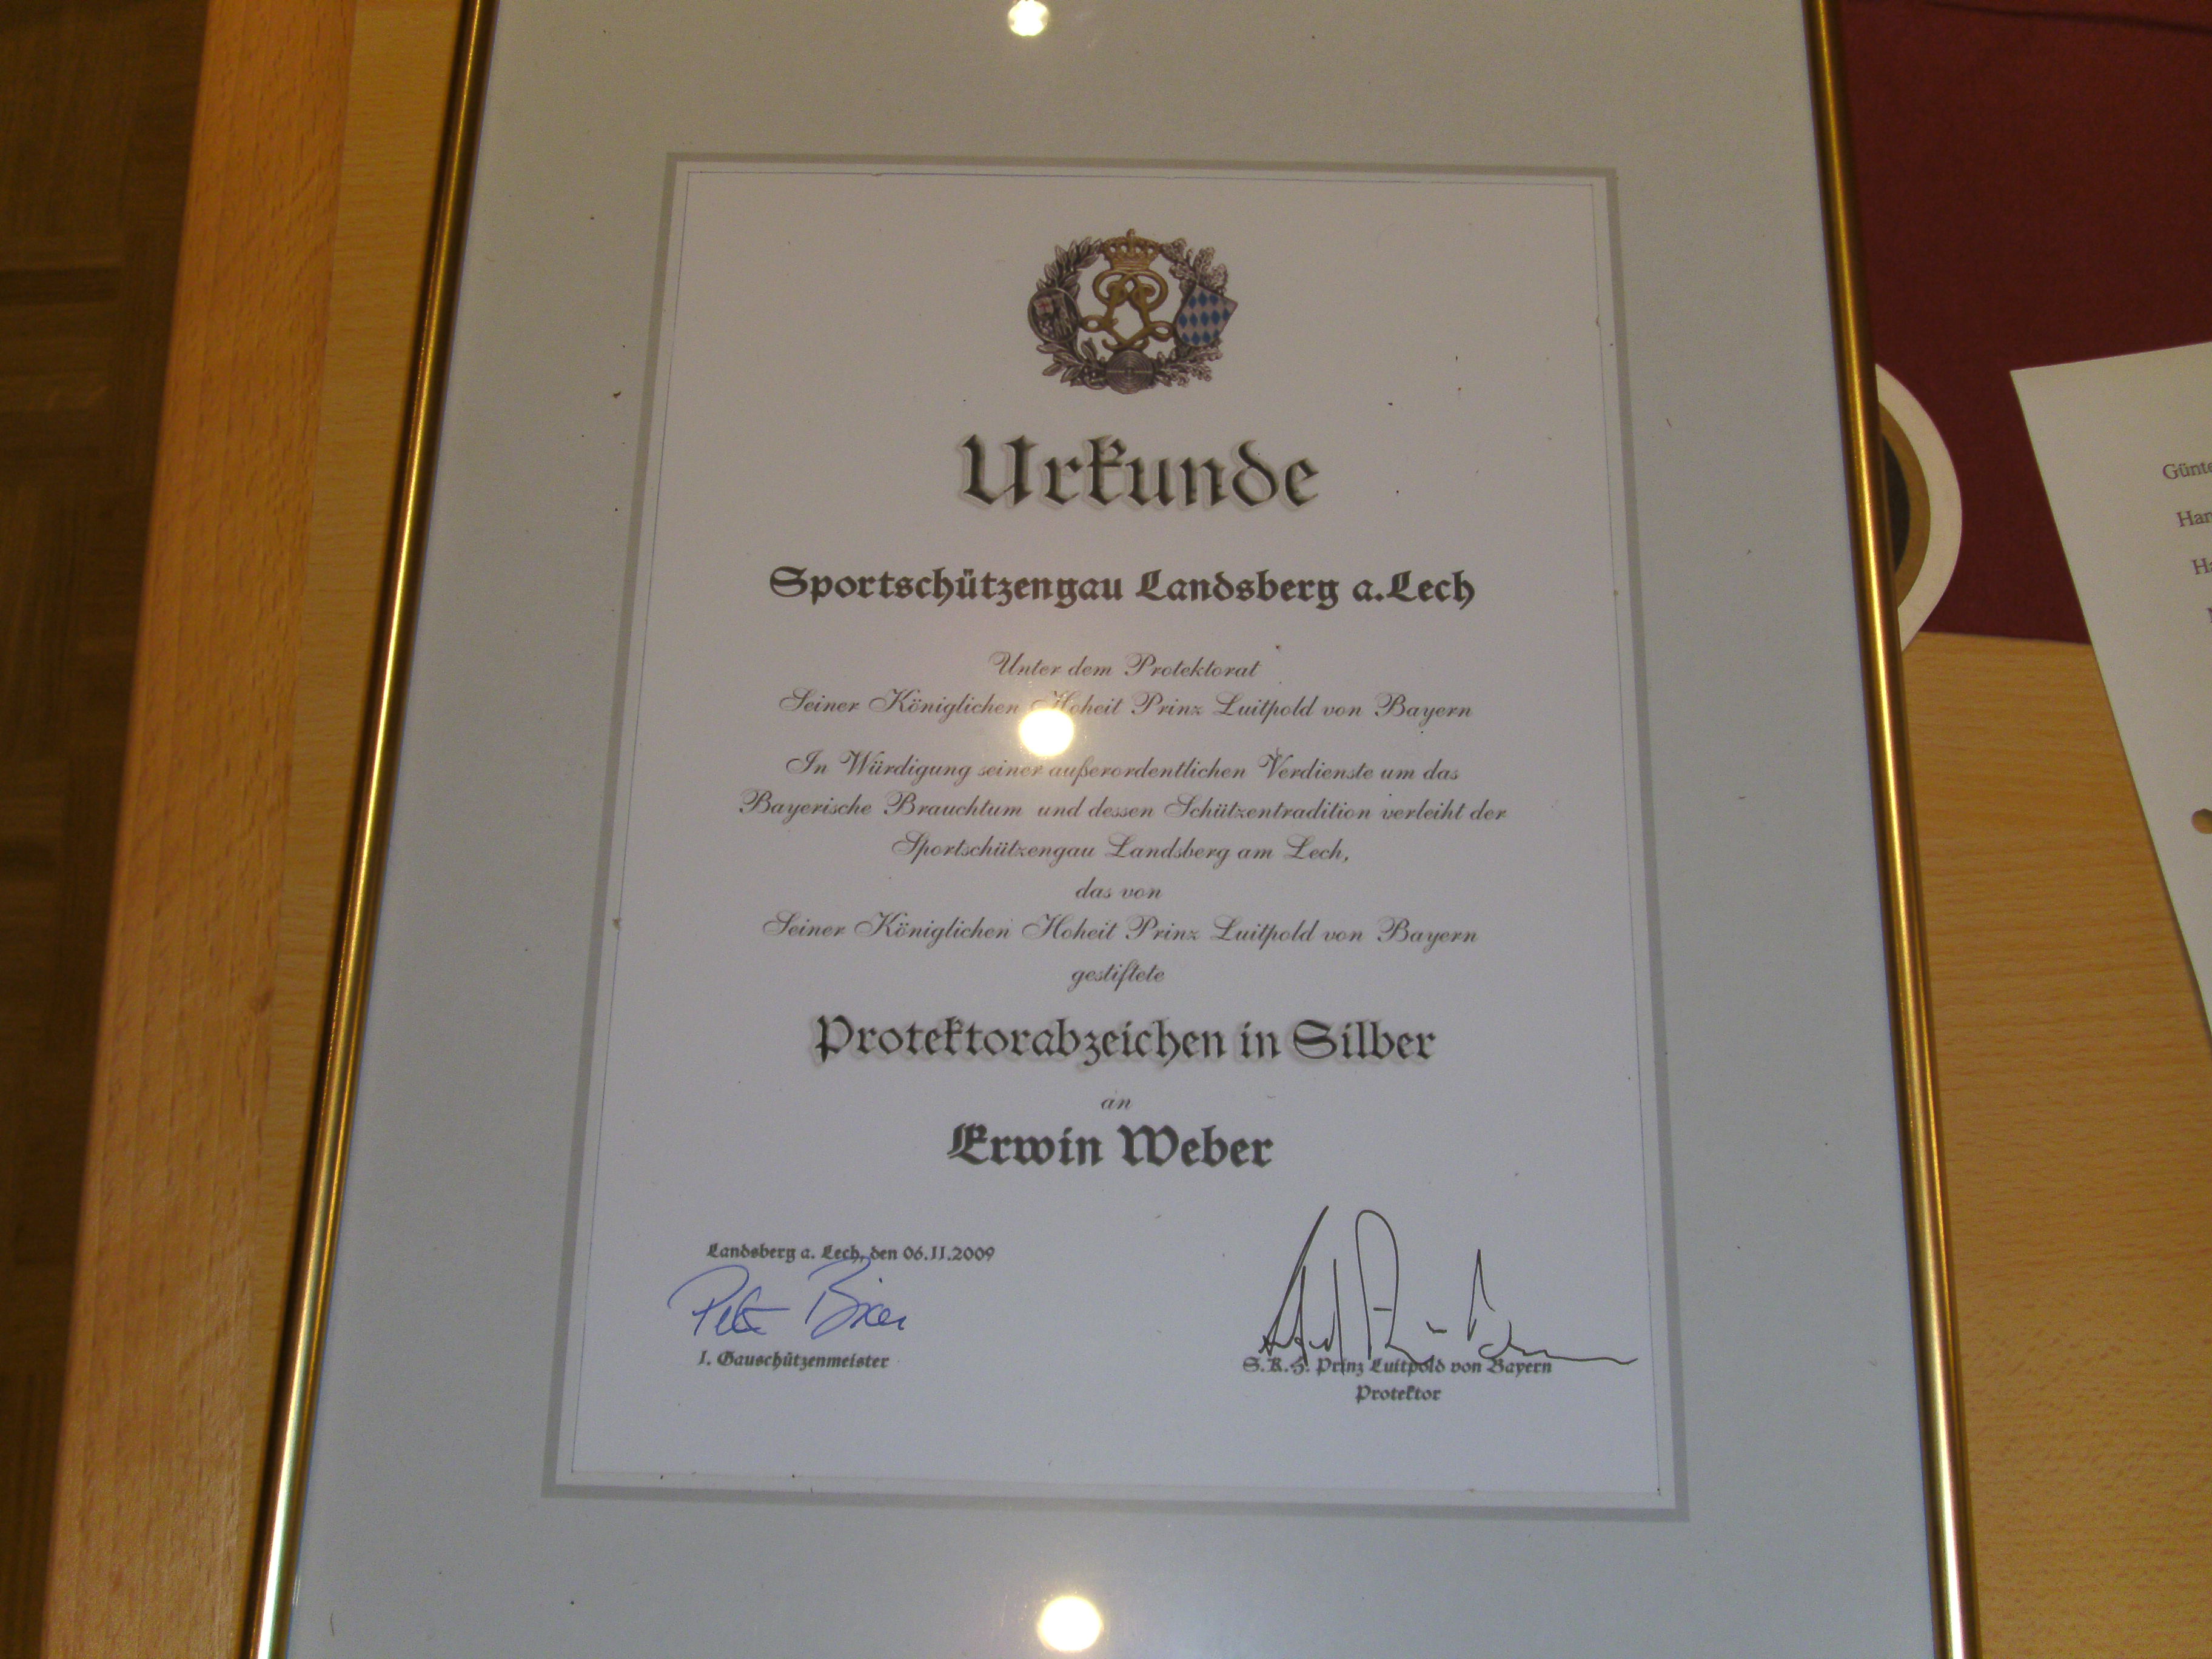 Urkunde
Sportschützengau Landsberg a.Lech
Unter dem Protektorat
Seiner Königlichen Hoheit Prinz Luitpold von Bayern
In Würdigung seiner außerordentlichen Verdienste um das
Bayerische Brauchtum und dessen Schützentradition verleiht der
Sportschützengau Landsberg am Lech,
das von
Seiner Königlichen Hoheit Prinz Luitpold von Bayern
gestiftete
Protektorabzeichen in Silber
an
Erwin Weber
Landsberg a. Lech, den 06.11.2009
1. Gauschützenmeister
S.K.H. Prinz Luitpold von Bayern
Protektor